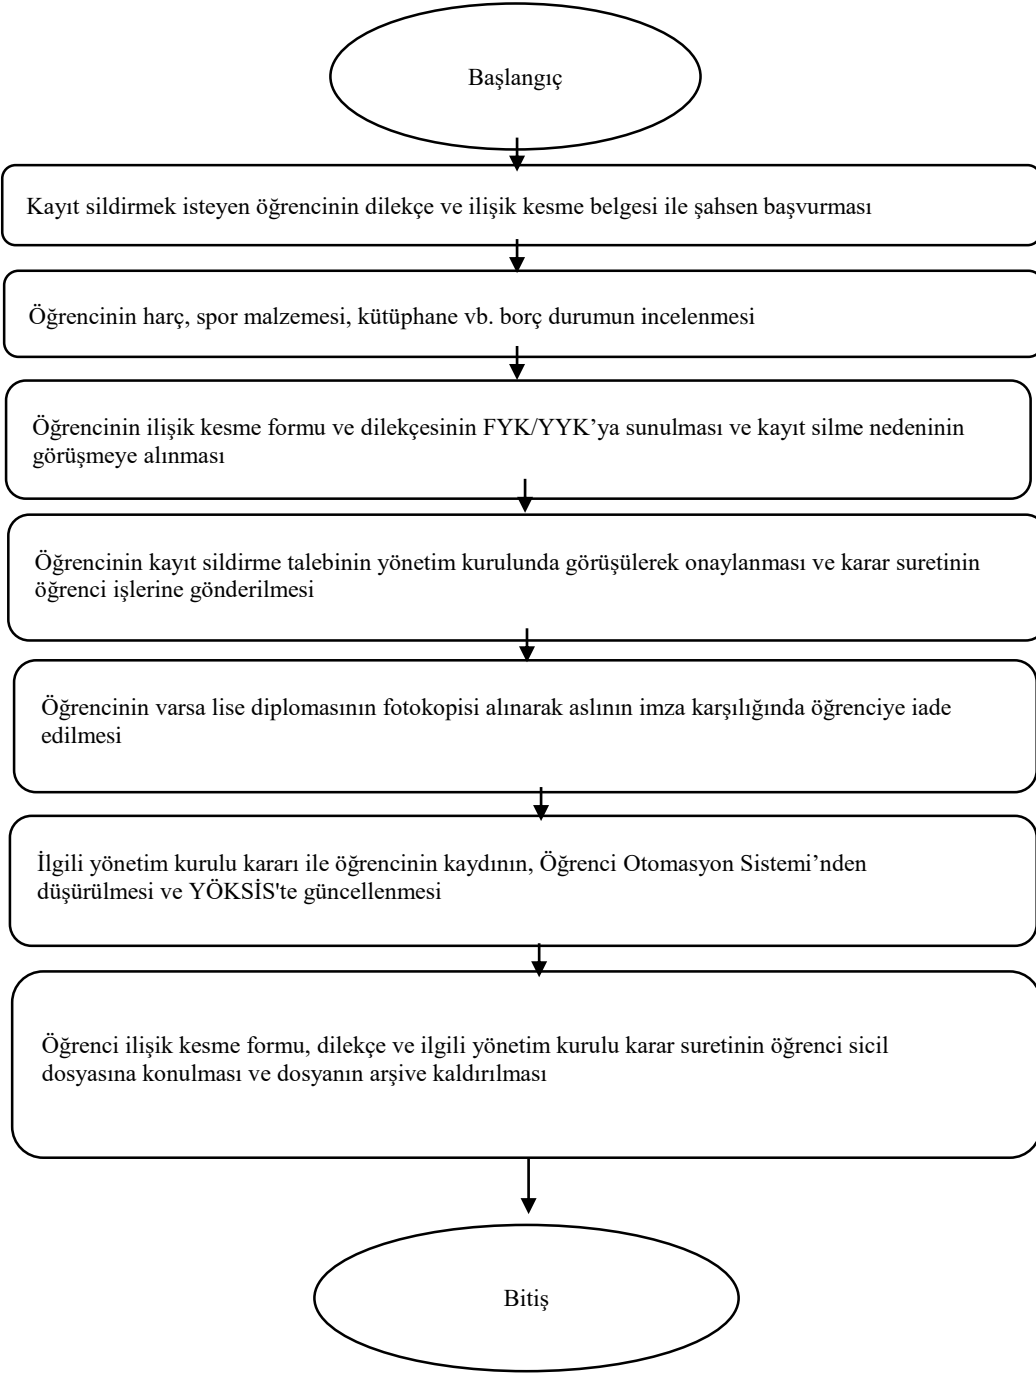 Başlangıç
Kayıt sildirmek isteyen öğrencinin dilekçe ve ilişik kesme belgesi ile şahsen başvurması
Öğrencinin harç, spor malzemesi, kütüphane vb. borç durumun incelenmesi
Öğrencinin ilişik kesme formu ve dilekçesinin FYK/YYK’ya sunulması ve kayıt silme nedeninin
görüşmeye alınması
Öğrencinin kayıt sildirme talebinin yönetim kurulunda görüşülerek onaylanması ve karar suretinin
öğrenci işlerine gönderilmesi
Öğrencinin varsa lise diplomasının fotokopisi alınarak aslının imza karşılığında öğrenciye iade
edilmesi
İlgili yönetim kurulu kararı ile öğrencinin kaydının, Öğrenci Otomasyon Sistemi’nden
düşürülmesi ve YÖKSİS'te güncellenmesi
Öğrenci ilişik kesme formu, dilekçe ve ilgili yönetim kurulu karar suretinin öğrenci sicil
dosyasına konulması ve dosyanın arşive kaldırılması
Bitiş